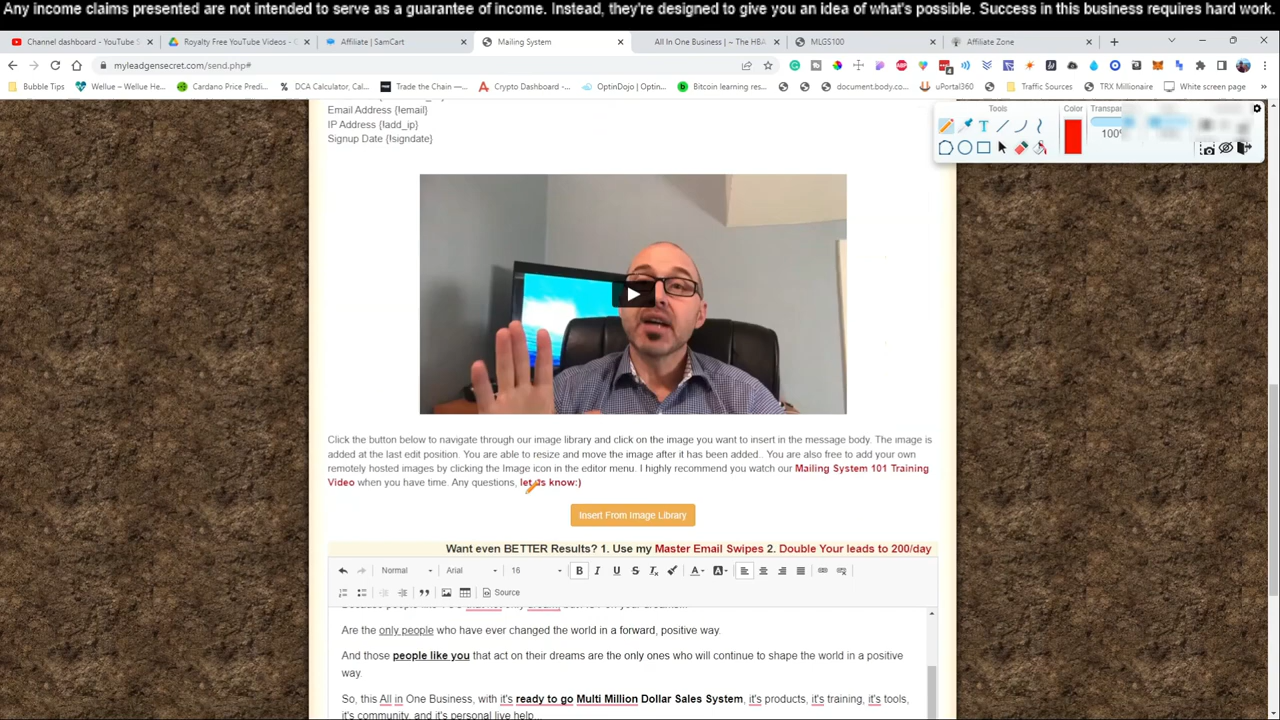 Any income claims presented are not intended to serve as a guarantee of income. Instead, they're designed to give you an idea of what's possible. Success in this business requires hard work.
Channel dashboard - YouTube S
Royalty Free YouTube Videos - G
Affiliate | SamCart
Mailing System
All In One Business | – The HBA
MLGS100
Affiliate Zone
myleadgensecret.com/send.php#
Bubble Tips
Wellue – Wellue He...
Cardano Price Predi...
DCA Calculator, Cal...
Trade the Chain —...
Crypto Dashboard -...
OptinDojo | Optin...
Bitcoin learning res...
document.body.co...
uPortal360
Traffic Sources
TRX Millionaire
White screen page
Tools
Color
100%
Email Address {!email}
IP Address {!add_ip}
Signup Date {!signdate}
Click the button below to navigate through our image library and click on the image you want to insert in the message body. The image is
added at the last edit position. You are able to resize and move the image after it has been added.. You are also free to add your own
remotely hosted images by clicking the Image icon in the editor menu. I highly recommend you watch our Mailing System 101 Training
Video when you have time. Any questions, let us know:)
Insert From Image Library
Want even BETTER Results? 1. Use my Master Email Swipes 2. Double Your leads to 200/day
Normal
Arial
16
B I U S
Source
Are the only people who have ever changed the world in a forward, positive way.
And those people like you that act on their dreams are the only ones who will continue to shape the world in a positive
way.
So, this All in One Business, with it's ready to go Multi Million Dollar Sales System, it's products, it's training, it's tools,
it's community, and it's personal live help...